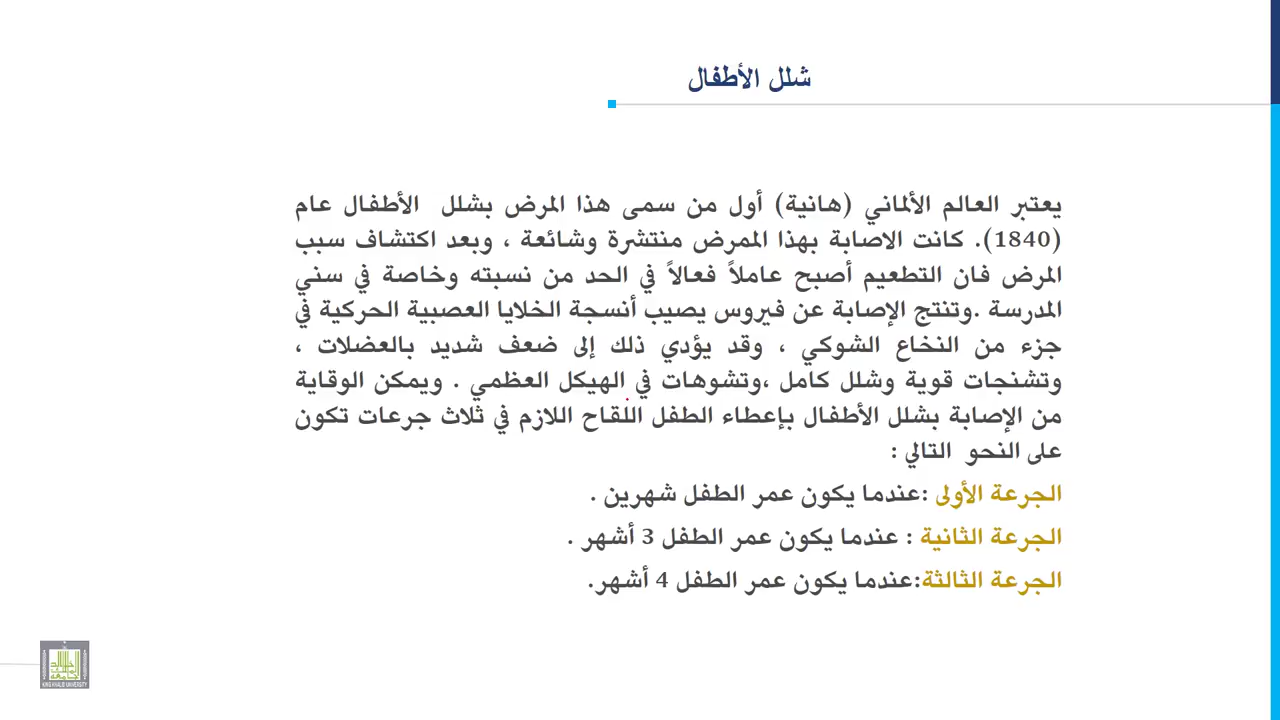 شلل الأطفال
يعتبر العالم الألماني (هانية) أول من سمى هذا المرض بشلل الأطفال عام
(1840). كانت الاصابة بهذا الممرض منتشرة وشائعة ، وبعد اكتشاف سبب
المرض فان التطعيم أصبح عاملاً فعالاً في الحد من نسبته وخاصة في سني
المدرسة .وتنتج الإصابة عن فيروس يصيب أنسجة الخلايا العصبية الحركية في
جزء من النخاع الشوكي ، وقد يؤدي ذلك إلى ضعف شديد بالعضلات ،
وتشنجات قوية وشلل كامل ،وتشوهات في الهيكل العظمي . ويمكن الوقاية
من الإصابة بشلل الأطفال بإعطاء الطفل اللقاح اللازم في ثلاث جرعات تكون
على النحو التالي :
الجرعة الأولى :عندما يكون عمر الطفل شهرين .
الجرعة الثانية : عندما يكون عمر الطفل 3 أشهر .
الجرعة الثالثة:عندما يكون عمر الطفل 4 أشهر.
KING KHALID UNIVERSITY